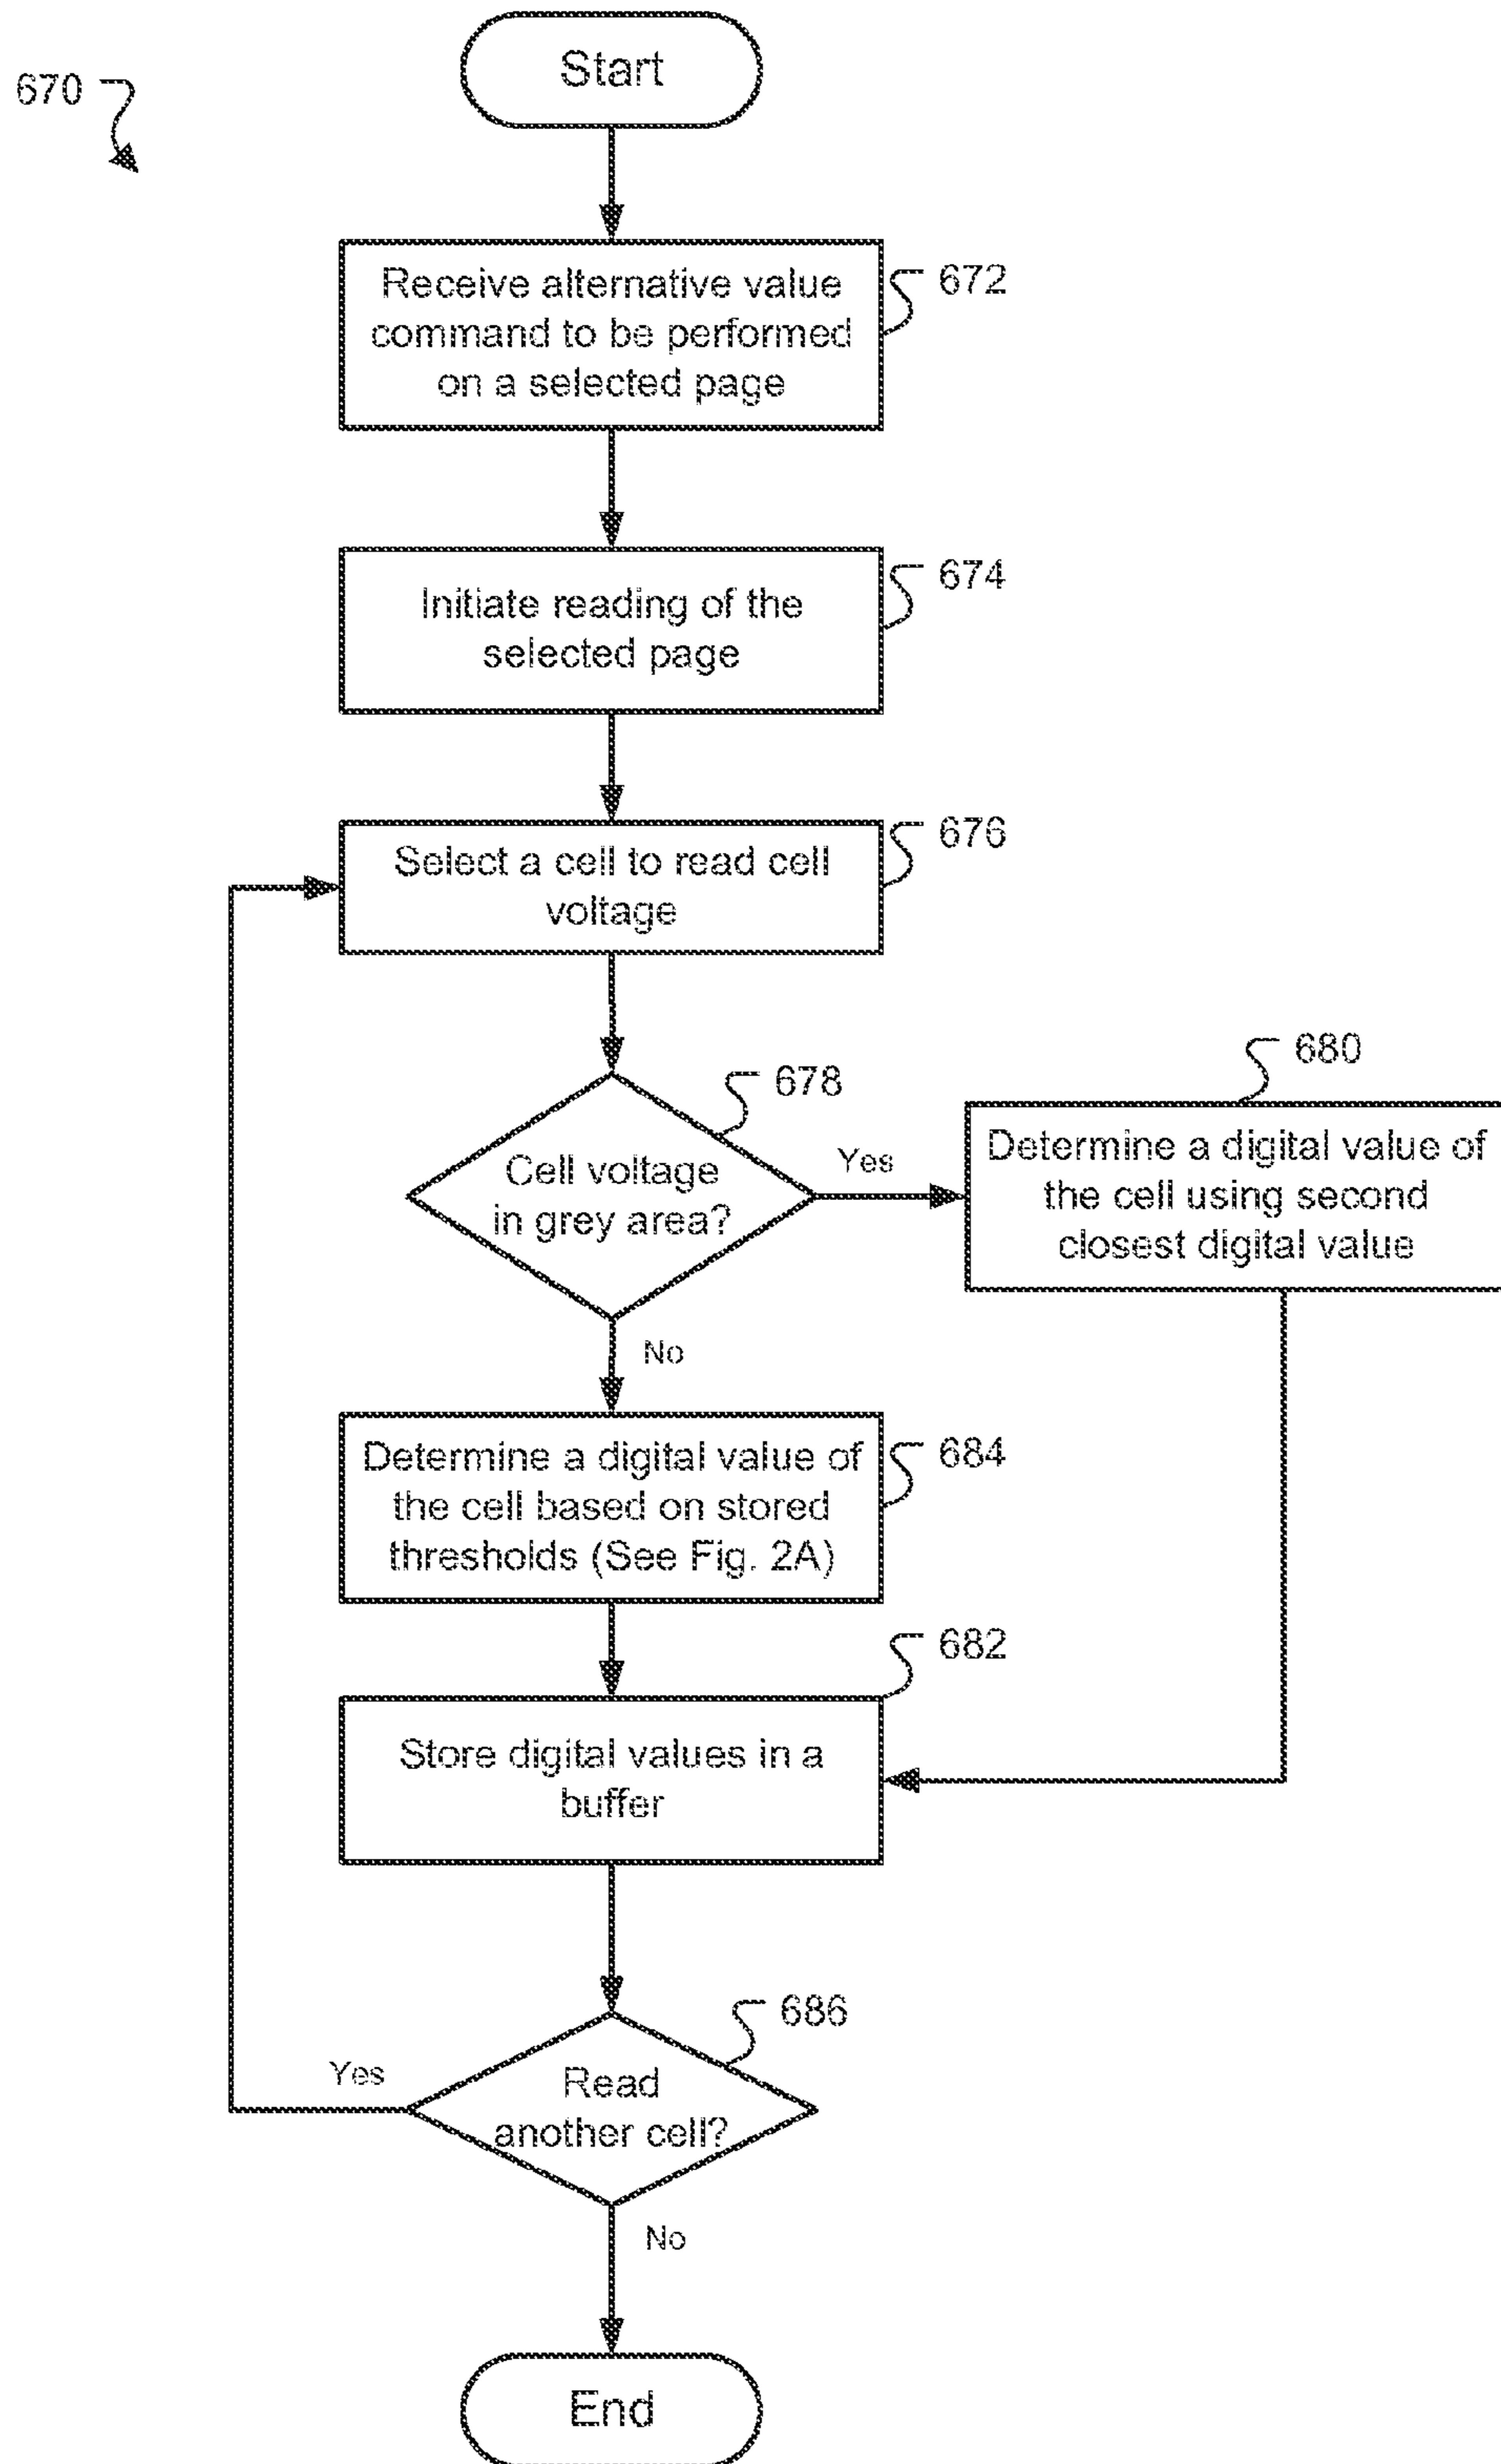 Start
670
Receive alternative value
command to be performed
on a selected page
672
Initiate reading of the
selected page
674
Select a cell to read cell
voltage
676
Cell voltage
in grey area?
678
Yes
680
Determine a digital value of
the cell using second
closest digital value
No
Determine a digital value of
the cell based on stored
thresholds (See Fig. 2A)
684
682
Store digital values in a
buffer
686
Read
another cell?
Yes
No
End